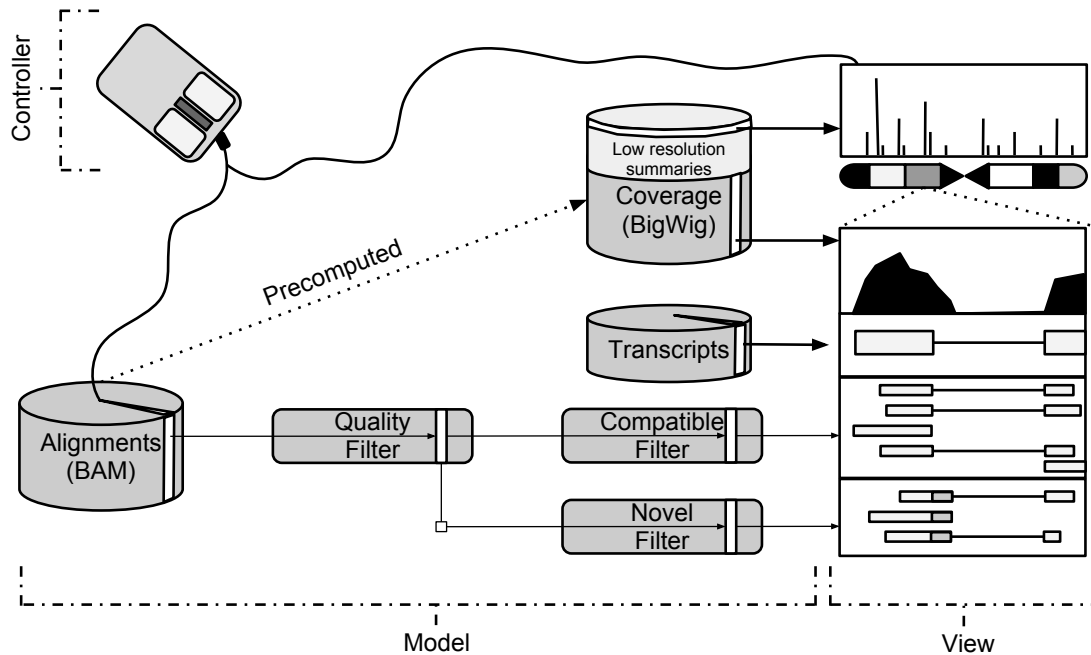 Controller
Low resolution
summaries
Coverage
(BigWig)
Precomputed
Transcripts
Alignments
(BAM)
Quality
Filter
Compatible
Filter
Novel
Filter
Model
View